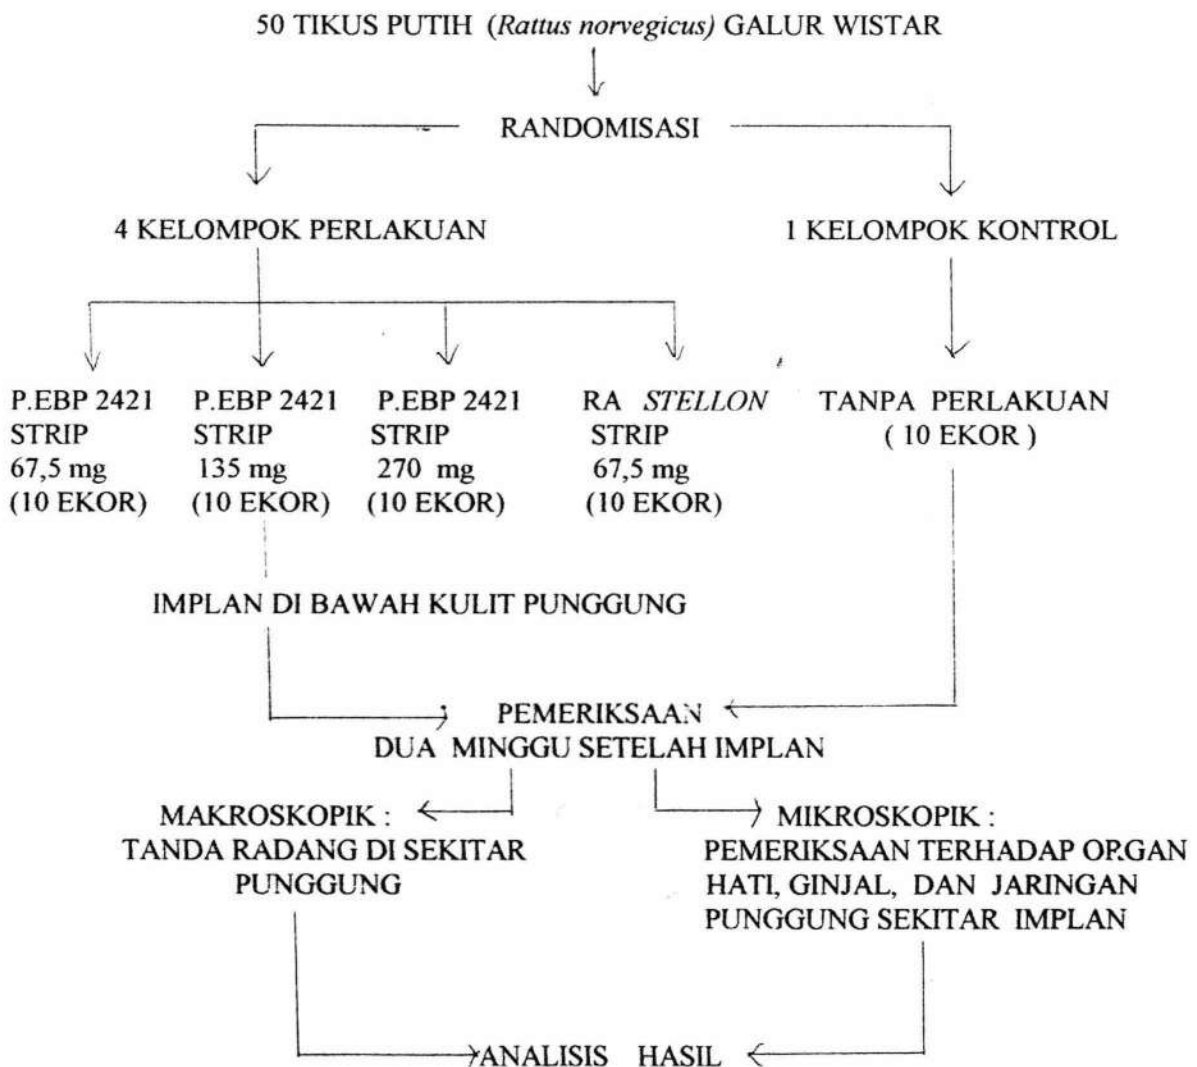 50 TIKUS PUTIH (Rattus norvegicus) GALUR WISTAR
RANDOMISASI
4 KELOMPOK PERLAKUAN
1 KELOMPOK KONTROL
P.EBP 2421
STRIP
67,5 mg
(10 EKOR)
P.EBP 2421
STRIP
135 mg
(10 EKOR)
P.EBP 2421
STRIP
270 mg
(10 EKOR)
RA STELLON
STRIP
67,5 mg
(10 EKOR)
TANPA PERLAKUAN
( 10 EKOR )
IMPLAN DI BAWAH KULIT PUNGGUNG
PEMERIKSAAN
DUA MINGGU SETELAH IMPLAN
MAKROSKOPIK :
TANDA RADANG DI SEKITAR
PUNGGUNG
MIKROSKOPIK :
PEMERIKSAAN TERHADAP ORGAN
HATI, GINJAL, DAN JARINGAN
PUNGGUNG SEKITAR IMPLAN
ANALISIS HASIL